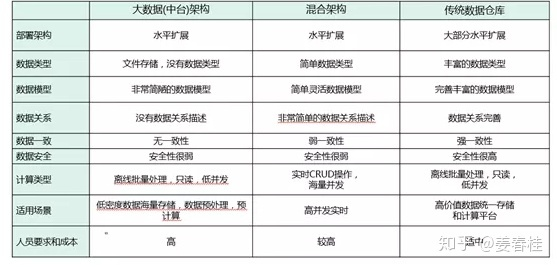 大数据(中台)架构 混合架构 传统数据仓库
部署架构 水平扩展 水平扩展 大部分水平扩展
数据类型 文件存储，没有数据类型 简单数据类型 丰富的数据类型
数据模型 非常简陋的数据模型 简单灵活数据模型 完善丰富的数据模型
数据关系 没有数据关系描述 非常简单的数据关系描述 数据关系完善
数据一致 无一致性 弱一致性 强一致性
数据安全 安全性很弱 安全性很弱 安全性很高
计算类型 离线批量处理，只读，低并发 实时CRUD操作，
海量并发 离线批量处理，只读，
低并发
适用场景 低密度数据海量存储，数据预处理，预
计算 高并发实时 高价值数据统一存储
和计算平台
人员要求和成本 高 较高 适中
知乎 @姜春桂